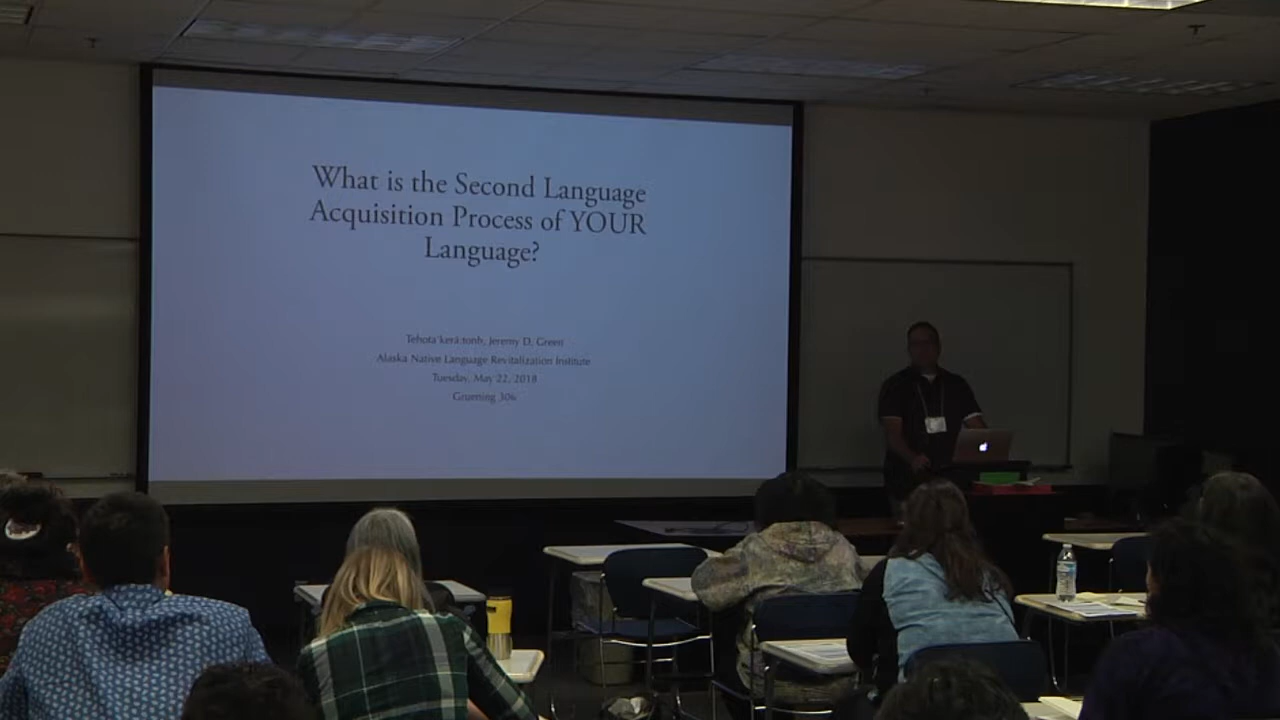 What is the Second Language
Acquisition Process of YOUR
Language?
Tehota'kerá:tonh, Jeremy D. Green
Alaska Native Language Revitalization Institute
Tuesday, May 22, 2018
Gruening 306